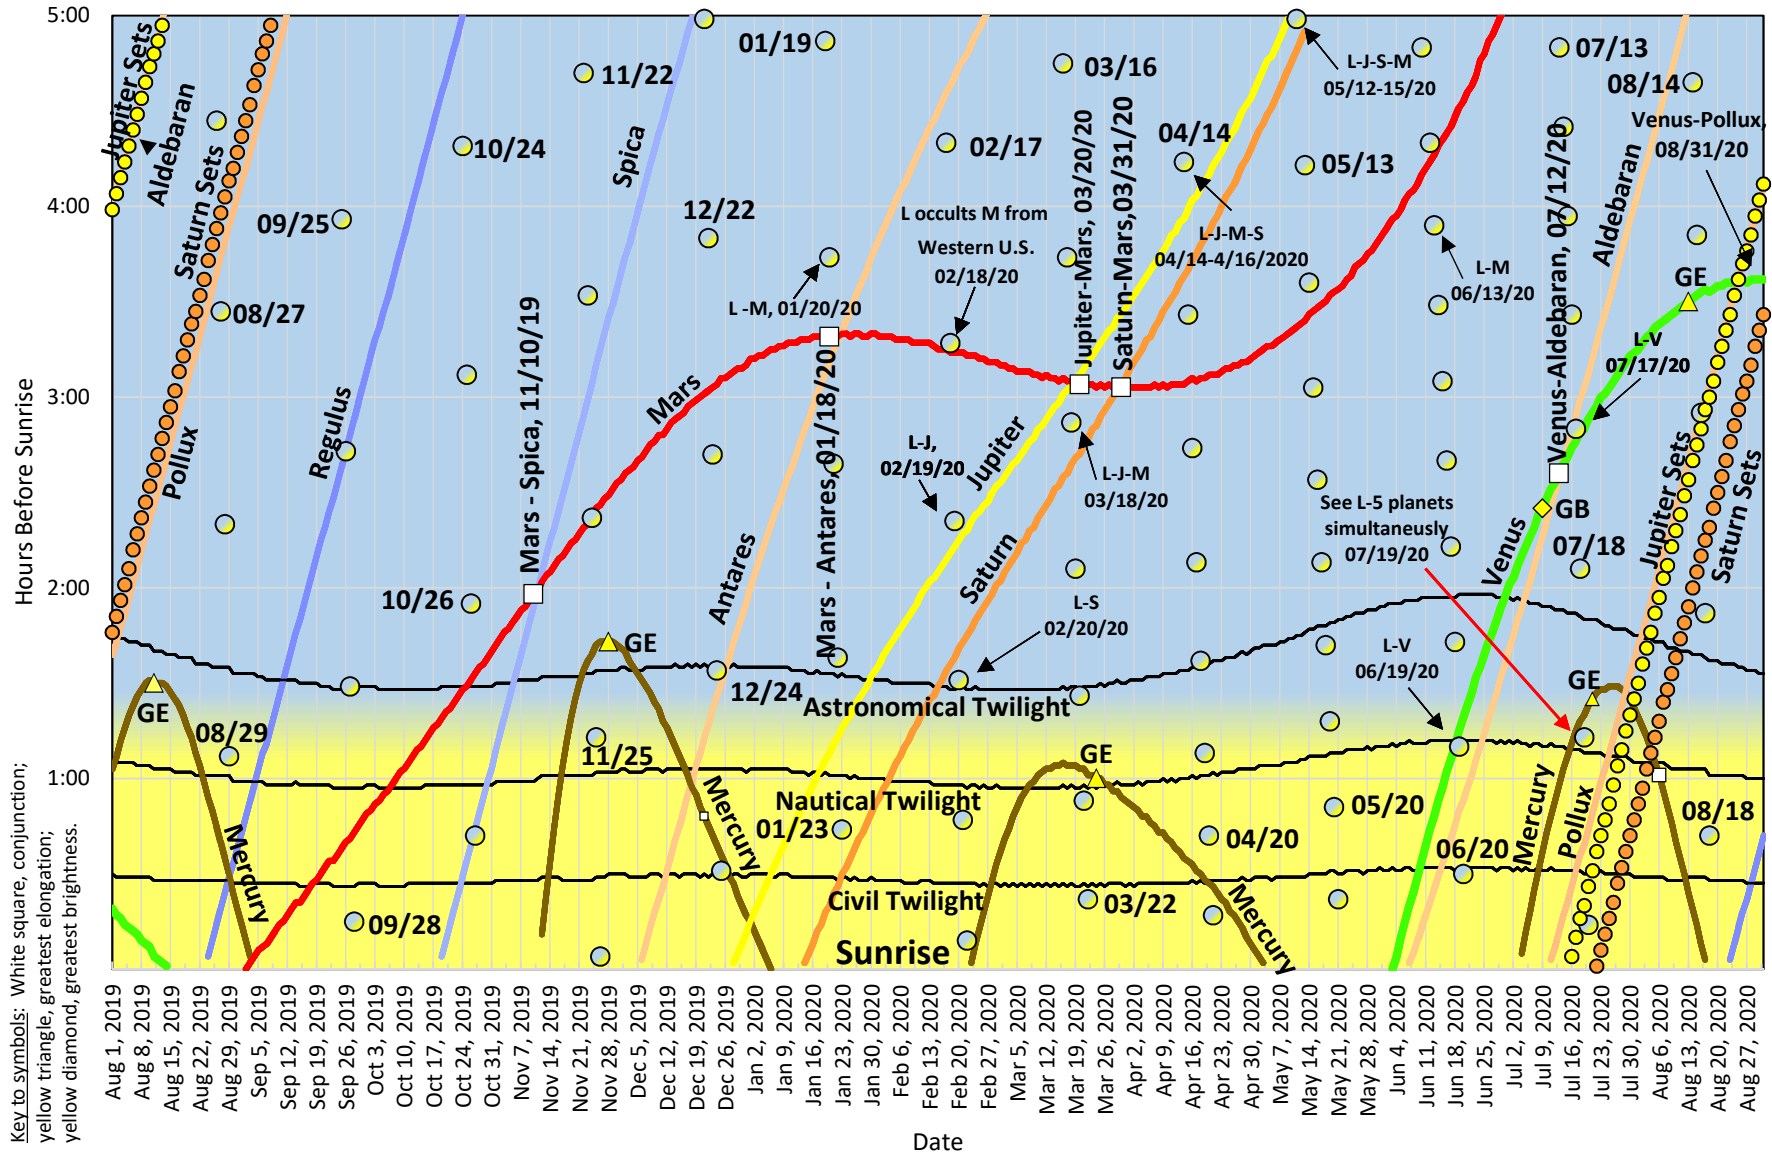 5:00
4:00
3:00
2:00
1:00
Hours Before Sunrise
Key to symbols: White square, conjunction;
yellow triangle, greatest elongation;
yellow diamond, greatest brightness.
Jupiter Sets
Aldebaran
Saturn Sets
Pollux
08/27
08/29
GE
Mercury
09/25
Regulus
09/28
10/24
10/26
Mars - Spica, 11/10/19
Spica
11/22
11/25
GE
Mars
12/22
12/24
Mercury
Antares
01/19
L -M, 01/20/20
Mars - Antares, 01/18/20
01/23
L occults M from
Western U.S.
02/18/20
02/17
L-J,
02/19/20
Jupiter
Saturn
L-S
02/20/20
Astronomical Twilight
Nautical Twilight
Civil Twilight
Sunrise
03/16
Jupiter-Mars, 03/20/20
Saturn-Mars,03/31/20
L-J-M
03/18/20
GE
03/22
Mercury
04/14
L-J-M-S
04/14-4/16/2020
04/20
L-J-S-M
05/12-15/20
05/13
05/20
L-M
06/13/20
See L-5 planets
simultaneusly
07/19/20
L-V
06/19/20
06/20
Venus
Mercury
Pollux
07/13
Venus-Aldebaran, 07/12/20
Aldebaran
GB
07/18
L-V
07/17/20
GE
GE
08/14
Venus-Pollux,
08/31/20
Jupiter Sets
Saturn Sets
08/18
Aug 1, 2019
Aug 8, 2019
Aug 15, 2019
Aug 22, 2019
Aug 29, 2019
Sep 5, 2019
Sep 12, 2019
Sep 19, 2019
Sep 26, 2019
Oct 3, 2019
Oct 10, 2019
Oct 17, 2019
Oct 24, 2019
Oct 31, 2019
Nov 7, 2019
Nov 14, 2019
Nov 21, 2019
Nov 28, 2019
Dec 5, 2019
Dec 12, 2019
Dec 19, 2019
Dec 26, 2019
Jan 2, 2020
Jan 9, 2020
Jan 16, 2020
Jan 23, 2020
Jan 30, 2020
Feb 6, 2020
Feb 13, 2020
Feb 20, 2020
Feb 27, 2020
Mar 5, 2020
Mar 12, 2020
Mar 19, 2020
Mar 26, 2020
Apr 2, 2020
Apr 9, 2020
Apr 16, 2020
Apr 23, 2020
Apr 30, 2020
May 7, 2020
May 14, 2020
May 21, 2020
May 28, 2020
Jun 4, 2020
Jun 11, 2020
Jun 18, 2020
Jun 25, 2020
Jul 2, 2020
Jul 9, 2020
Jul 16, 2020
Jul 23, 2020
Jul 30, 2020
Aug 6, 2020
Aug 13, 2020
Aug 20, 2020
Aug 27, 2020
Date